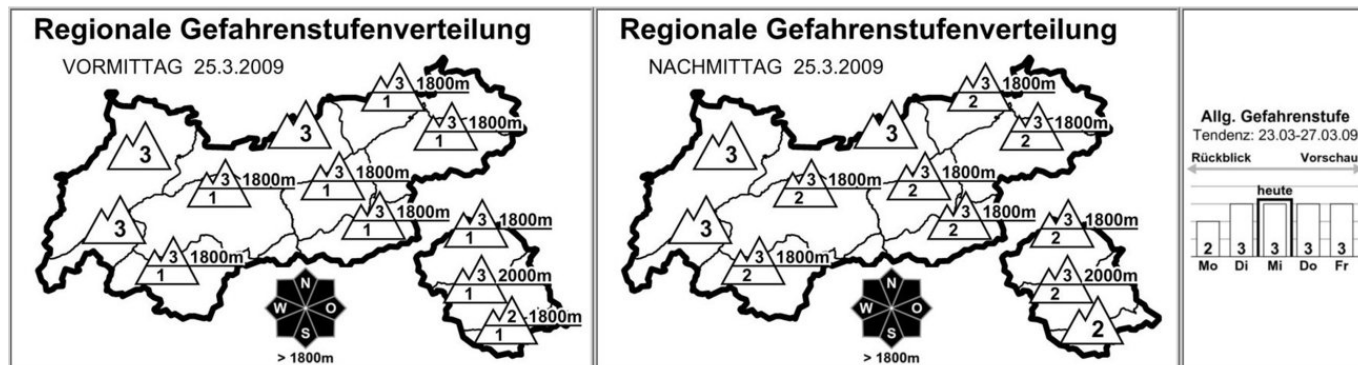 Regionale Gefahrenstufenverteilung
VORMITTAG 25.3.2009
3 1800m
1
3 1800m
1
3
3
3 1800m
1
3 1800m
1
3
3 1800m
1
3 1800m
1
3 1800m
1
3 2000m
1
2 1800m
1
N
W O
S
> 1800m
Regionale Gefahrenstufenverteilung
NACHMITTAG 25.3.2009
3 1800m
2
3 1800m
2
3
3
3 1800m
2
3 1800m
2
3
3 1800m
2
3 1800m
2
3 1800m
2
3 2000m
2
2
N
W O
S
> 1800m
Allg. Gefahrenstufe
Tendenz: 23.03-27.03.09
Rückblick Vorschau
heute
2 3 3 3 3
Mo Di Mi Do Fr